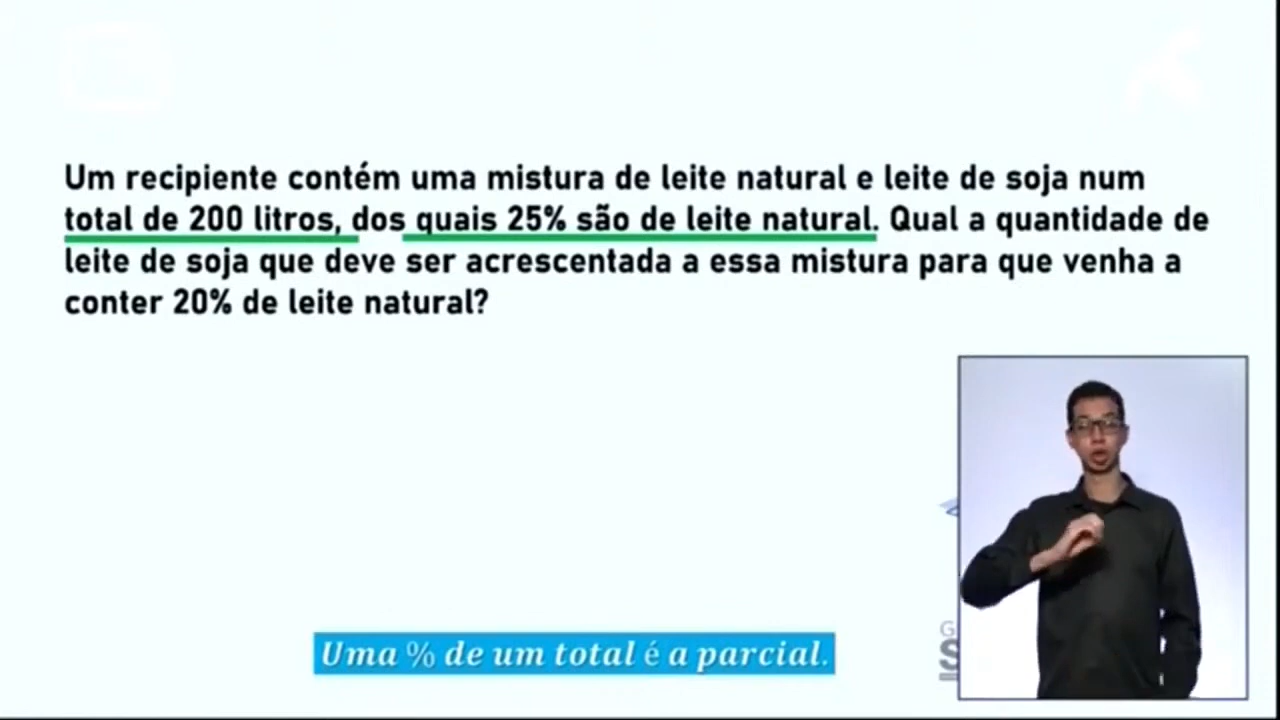 Um recipiente contém uma mistura de leite natural e leite de soja num
total de 200 litros, dos quais 25% são de leite natural. Qual a quantidade de
leite de soja que deve ser acrescentada a essa mistura para que venha a
conter 20% de leite natural?
Uma % de um total é a parcial.